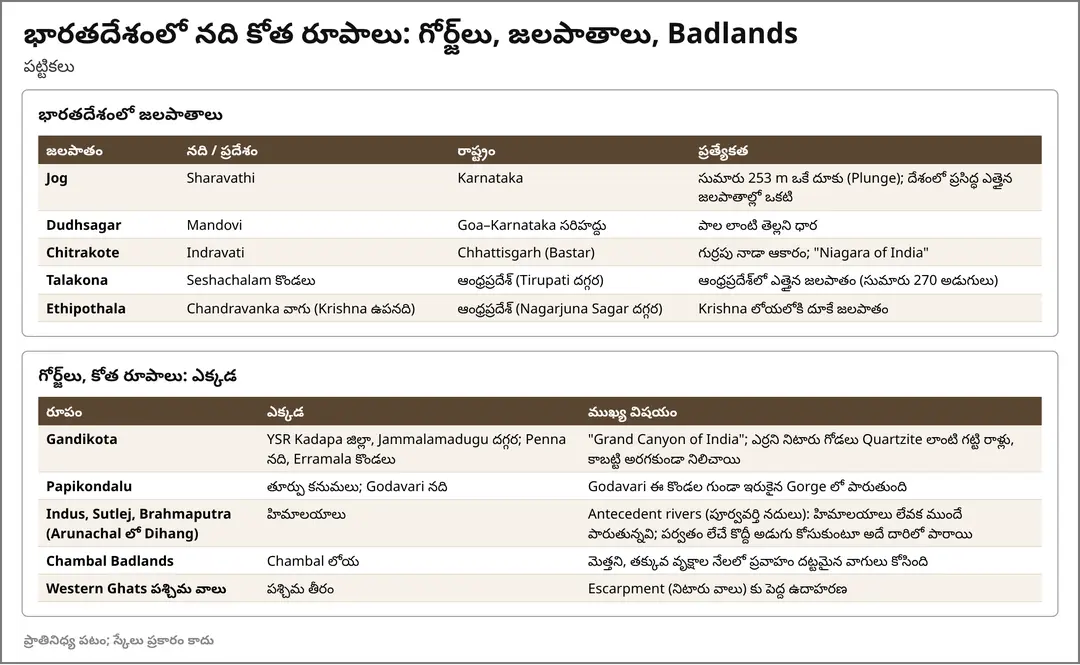 భారతదేశంలో నది కోత రూపాలు: గోర్జ్‌లు, జలపాతాలు, Badlands
పట్టికలు
భారతదేశంలో జలపాతాలు
జలపాతం నది / ప్రదేశం రాష్ట్రం ప్రత్యేకత
Jog Sharavathi Karnataka సుమారు 253 m ఒకే దూకు (Plunge); దేశంలో ప్రసిద్ధ ఎత్తైన
జలపాతాల్లో ఒకటి
Dudhsagar Mandovi Goa–Karnataka సరిహద్దు పాల లాంటి తెల్లని ధార
Chitrakote Indravati Chhattisgarh (Bastar) గుర్రపు నాడా ఆకారం; "Niagara of India"
Talakona Seshachalam కొండలు ఆంధ్రప్రదేశ్ (Tirupati దగ్గర) ఆంధ్రప్రదేశ్‌లో ఎత్తైన జలపాతం (సుమారు 270 అడుగులు)
Ethipothala Chandravanka వాగు (Krishna ఉపనది) ఆంధ్రప్రదేశ్ (Nagarjuna Sagar దగ్గర) Krishna లోయలోకి దూకే జలపాతం
గోర్జ్‌లు, కోత రూపాలు: ఎక్కడ
రూపం ఎక్కడ ముఖ్య విషయం
Gandikota YSR Kadapa జిల్లా, Jammalamadugu దగ్గర; Penna "Grand Canyon of India"; ఎర్రని నిటారు గోడలు Quartzite లాంటి గట్టి రాళ్లు,
నది, Erramala కొండలు కాబట్టి అరగకుండా నిలిచాయి
Papikondalu తూర్పు కనుమలు; Godavari నది Godavari ఈ కొండల గుండా ఇరుకైన Gorge లో పారుతుంది
Indus, Sutlej, Brahmaputra హిమాలయాలు Antecedent rivers (పూర్వవర్తి నదులు): హిమాలయాలు లేవక ముందే
(Arunachal లో Dihang) పారుతున్నవి; పర్వతం లేచే కొద్దీ అడుగు కోసుకుంటూ అదే దారిలో పారాయి
Chambal Badlands Chambal లోయ మెత్తని, తక్కువ వృక్షాల నేలలో ప్రవాహం దట్టమైన వాగులు కోసింది
Western Ghats పశ్చిమ వాలు పశ్చిమ తీరం Escarpment (నిటారు వాలు) కు పెద్ద ఉదాహరణ
ప్రాతినిధ్య పటం; స్కేలు ప్రకారం కాదు